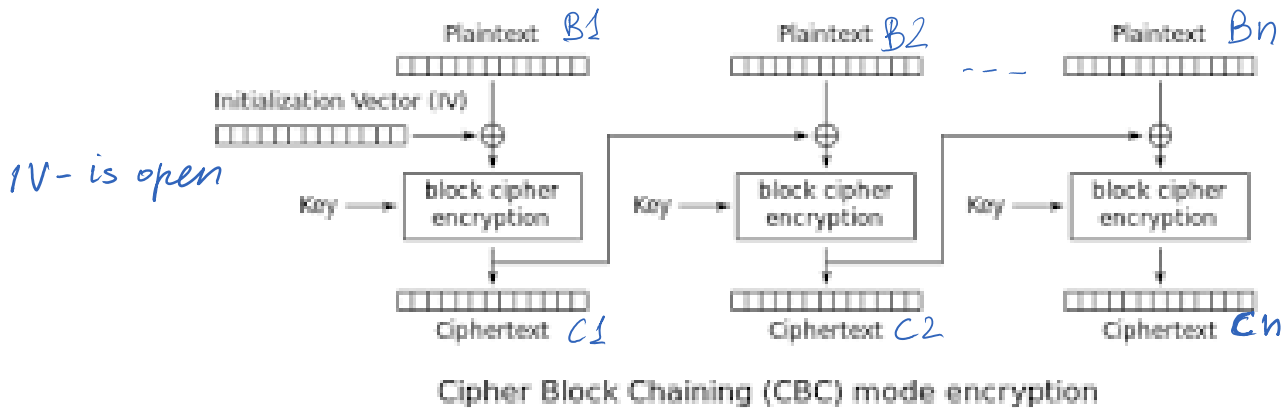 Plaintext B1
Plaintext B2
- - -
Plaintext Bn
Initialization Vector (IV)
IV - is open
Key
block cipher
encryption
Key
block cipher
encryption
Key
block cipher
encryption
Ciphertext C1
Ciphertext C2
Ciphertext Cn
Cipher Block Chaining (CBC) mode encryption